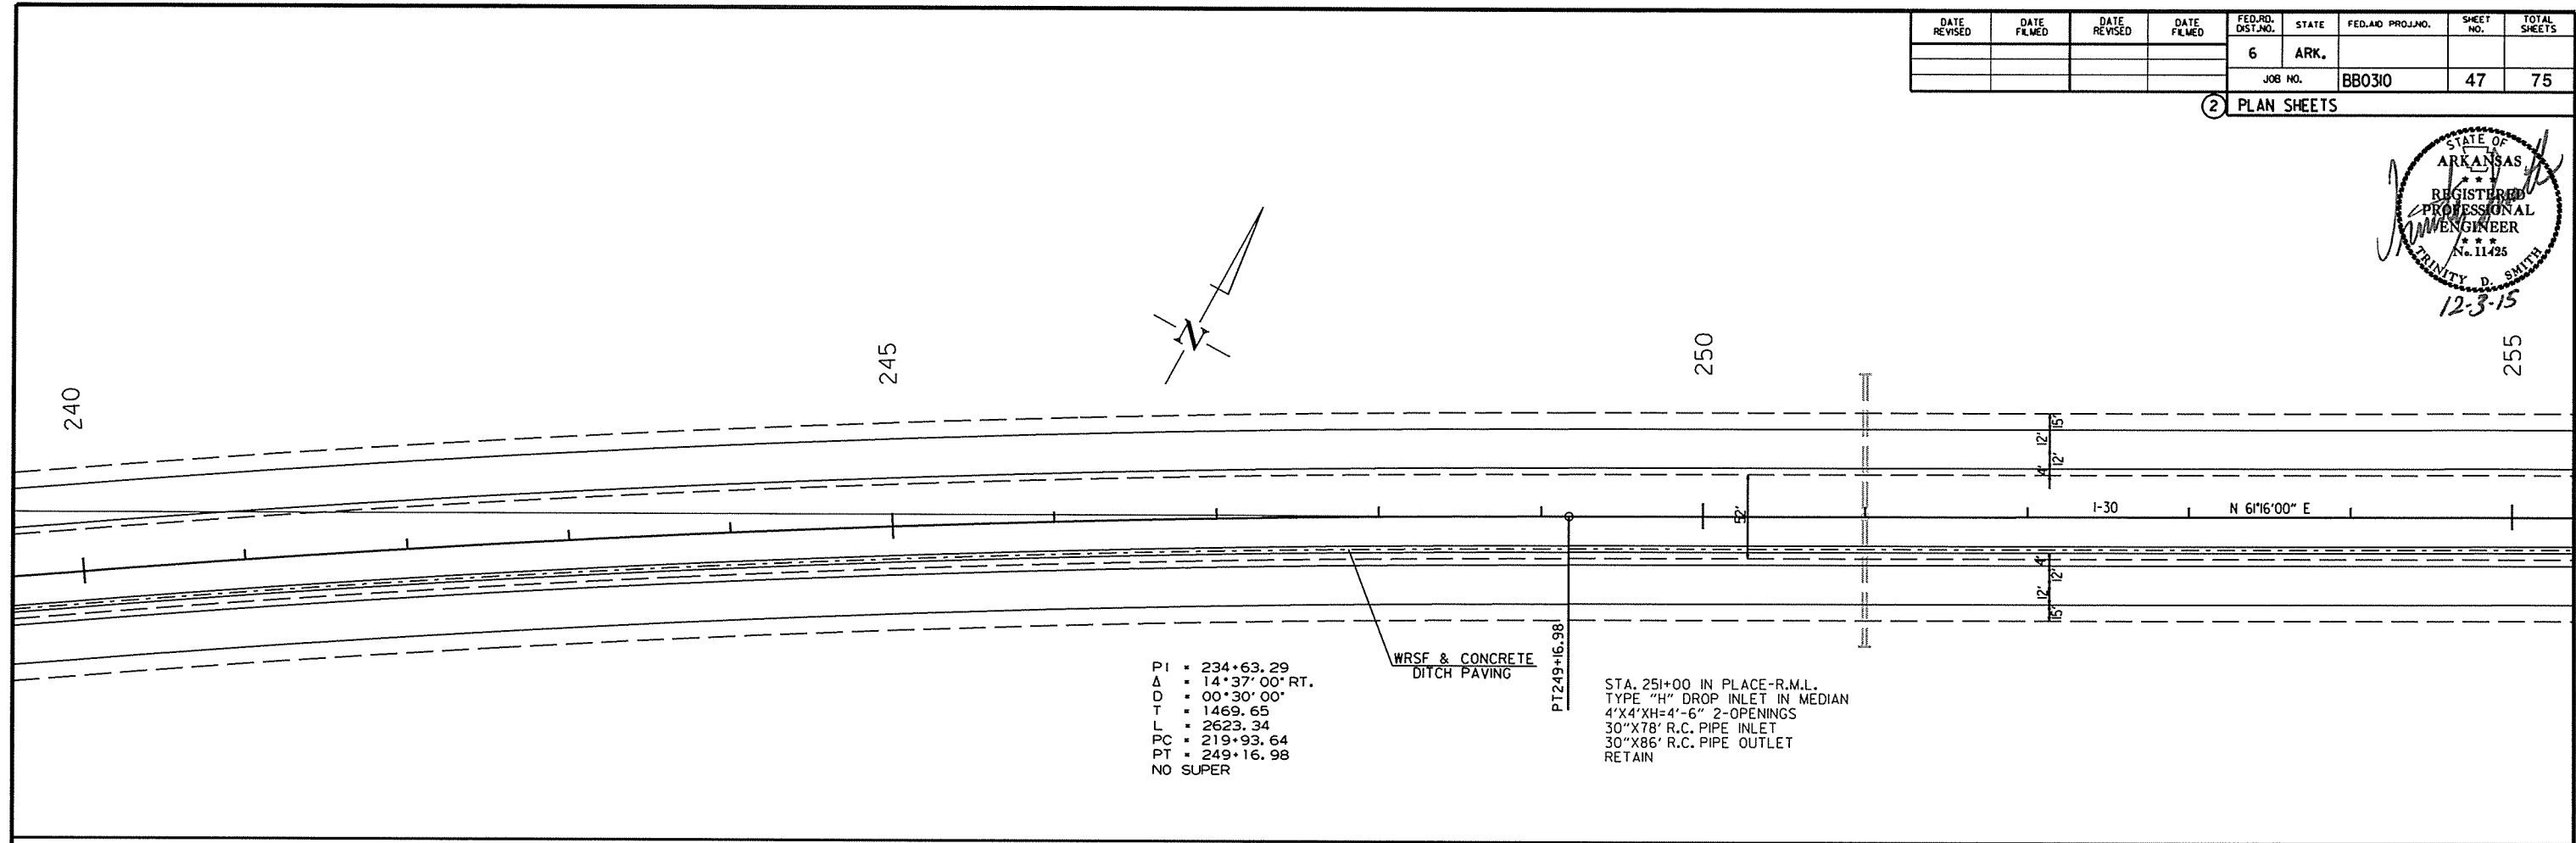 DATE REVISED DATE FILMED DATE REVISED DATE FILMED FED.RD. DIST.NO. STATE FED.AID PROJ.NO. SHEET NO. TOTAL SHEETS
6 ARK.
JOB NO. BB0310 47 75
2 PLAN SHEETS
STATE OF
ARKANSAS
★ ★ ★
REGISTERED
PROFESSIONAL
ENGINEER
★ ★ ★
No. 11425
TRINITY D. SMITH
12-3-15
N
240
245
250
255
15'
12'
12'
4'
52'
I-30
N 61°16'00" E
4'
12'
12'
15'
WRSF & CONCRETE
DITCH PAVING
PT249+16.98
PI = 234+63.29
Δ = 14°37'00" RT.
D = 00°30'00"
T = 1469.65
L = 2623.34
PC = 219+93.64
PT = 249+16.98
NO SUPER
STA. 251+00 IN PLACE-R.M.L.
TYPE "H" DROP INLET IN MEDIAN
4'X4'XH=4'-6" 2-OPENINGS
30"X78' R.C. PIPE INLET
30"X86' R.C. PIPE OUTLET
RETAIN